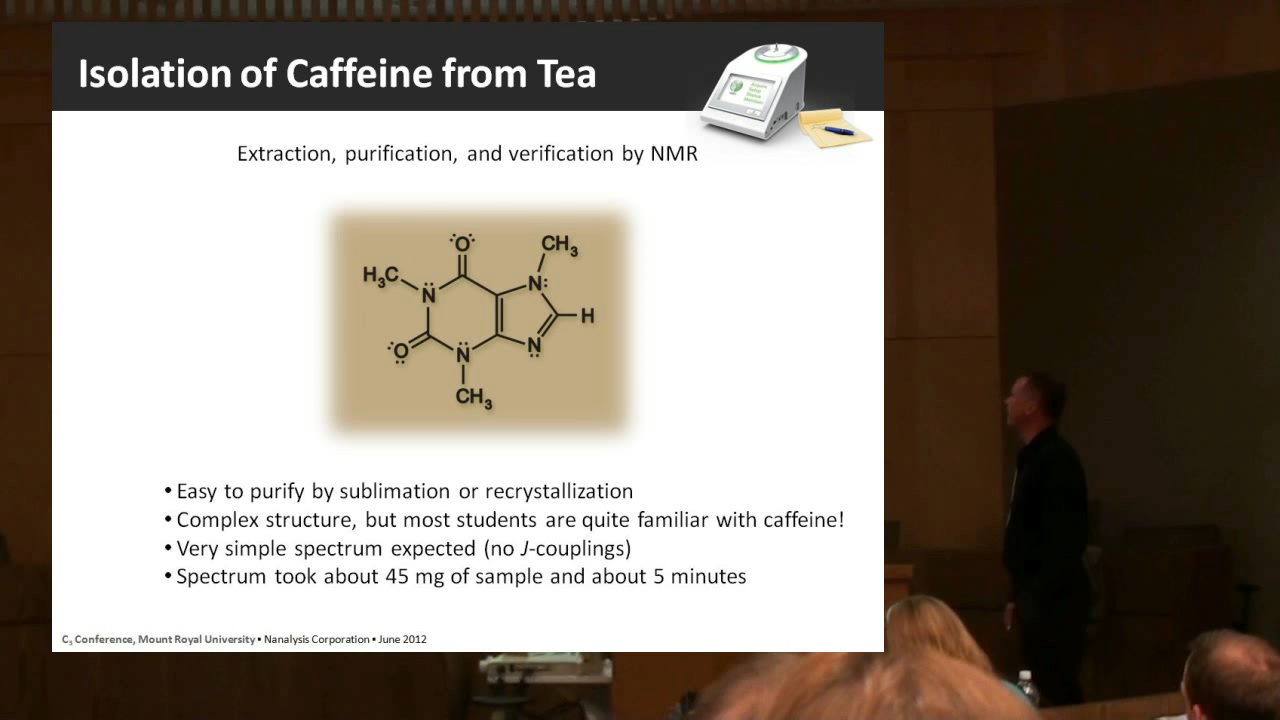 Isolation of Caffeine from Tea
Extraction, purification, and verification by NMR
O
CH3
H3C
N
N
H
O
N
N
CH3
• Easy to purify by sublimation or recrystallization
• Complex structure, but most students are quite familiar with caffeine!
• Very simple spectrum expected (no J-couplings)
• Spectrum took about 45 mg of sample and about 5 minutes
C3 Conference, Mount Royal University ▪ Nanalysis Corporation ▪ June 2012